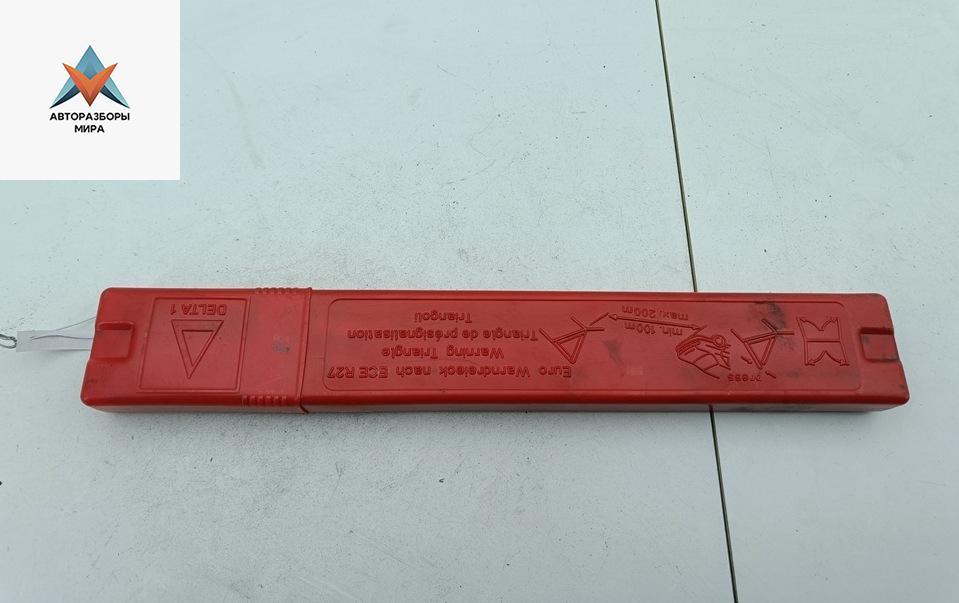 АВТОРАЗБОРЫ
МИРА
Euro Warndreieck nach ECE R27
Warning Triangle
Triangle de présignalisation
Triangoli
DELTA 1
press
min. 100m
max. 200m